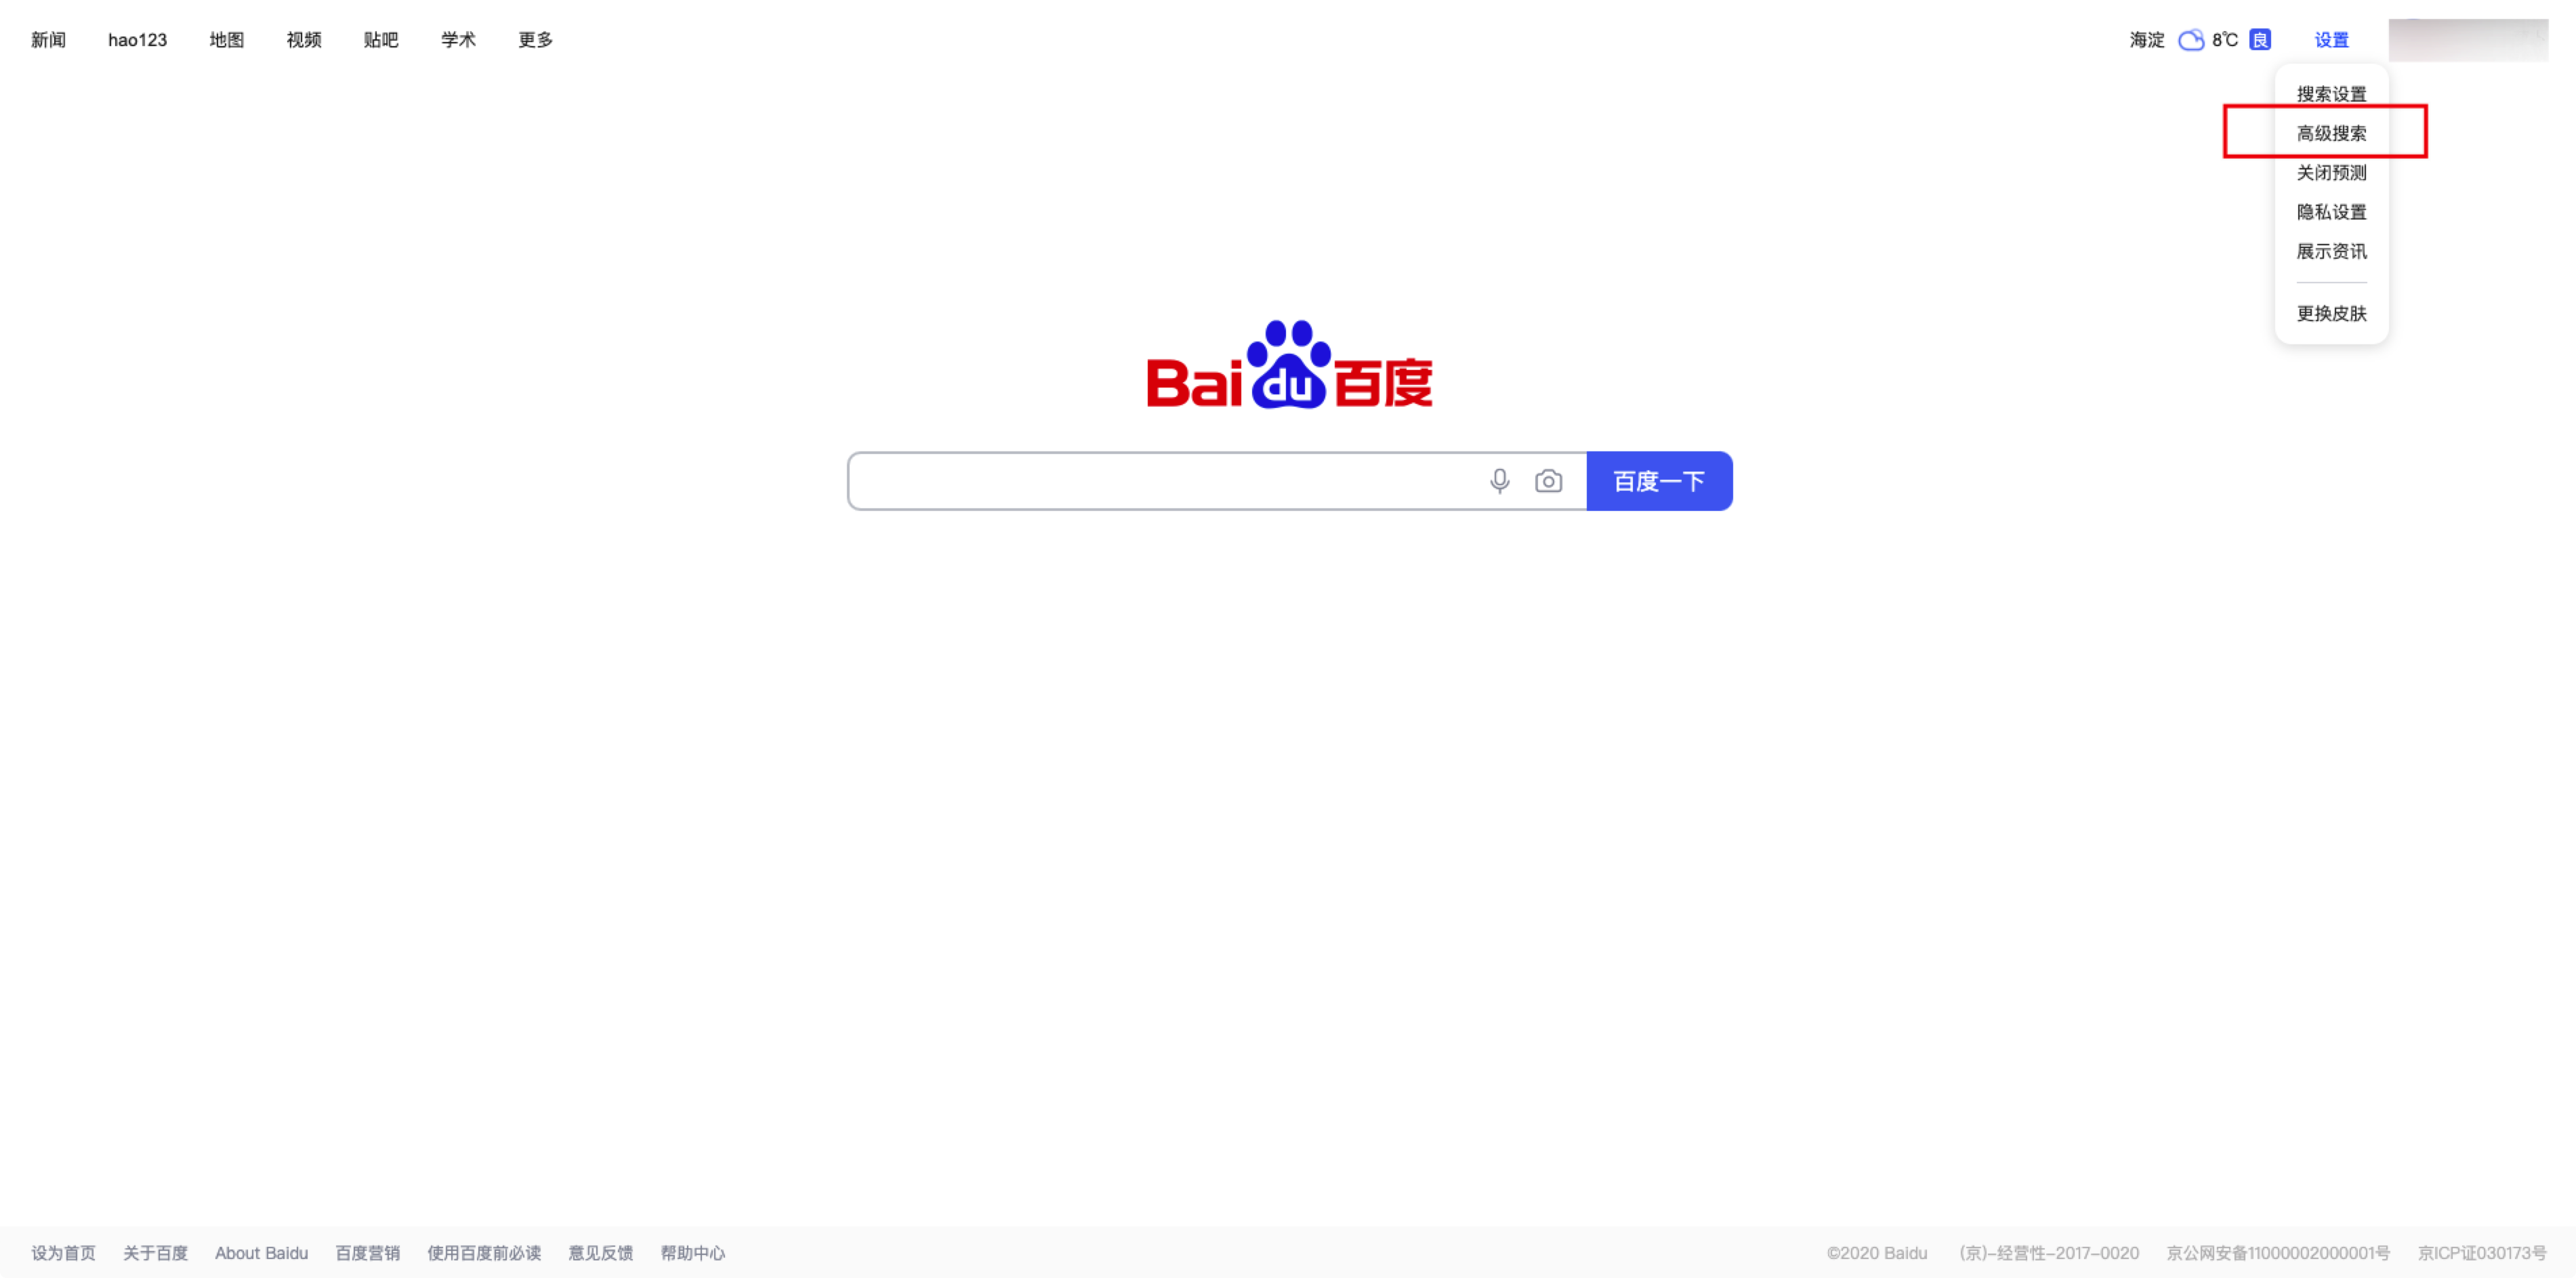 新闻 hao123 地图 视频 贴吧 学术 更多 海淀 8℃ 良 设置
搜索设置
高级搜索
关闭预测
隐私设置
展示资讯
更换皮肤
Bai du 百度
百度一下
设为首页 关于百度 About Baidu 百度营销 使用百度前必读 意见反馈 帮助中心 ©2020 Baidu (京)-经营性-2017-0020 京公网安备11000002000001号 京ICP证030173号